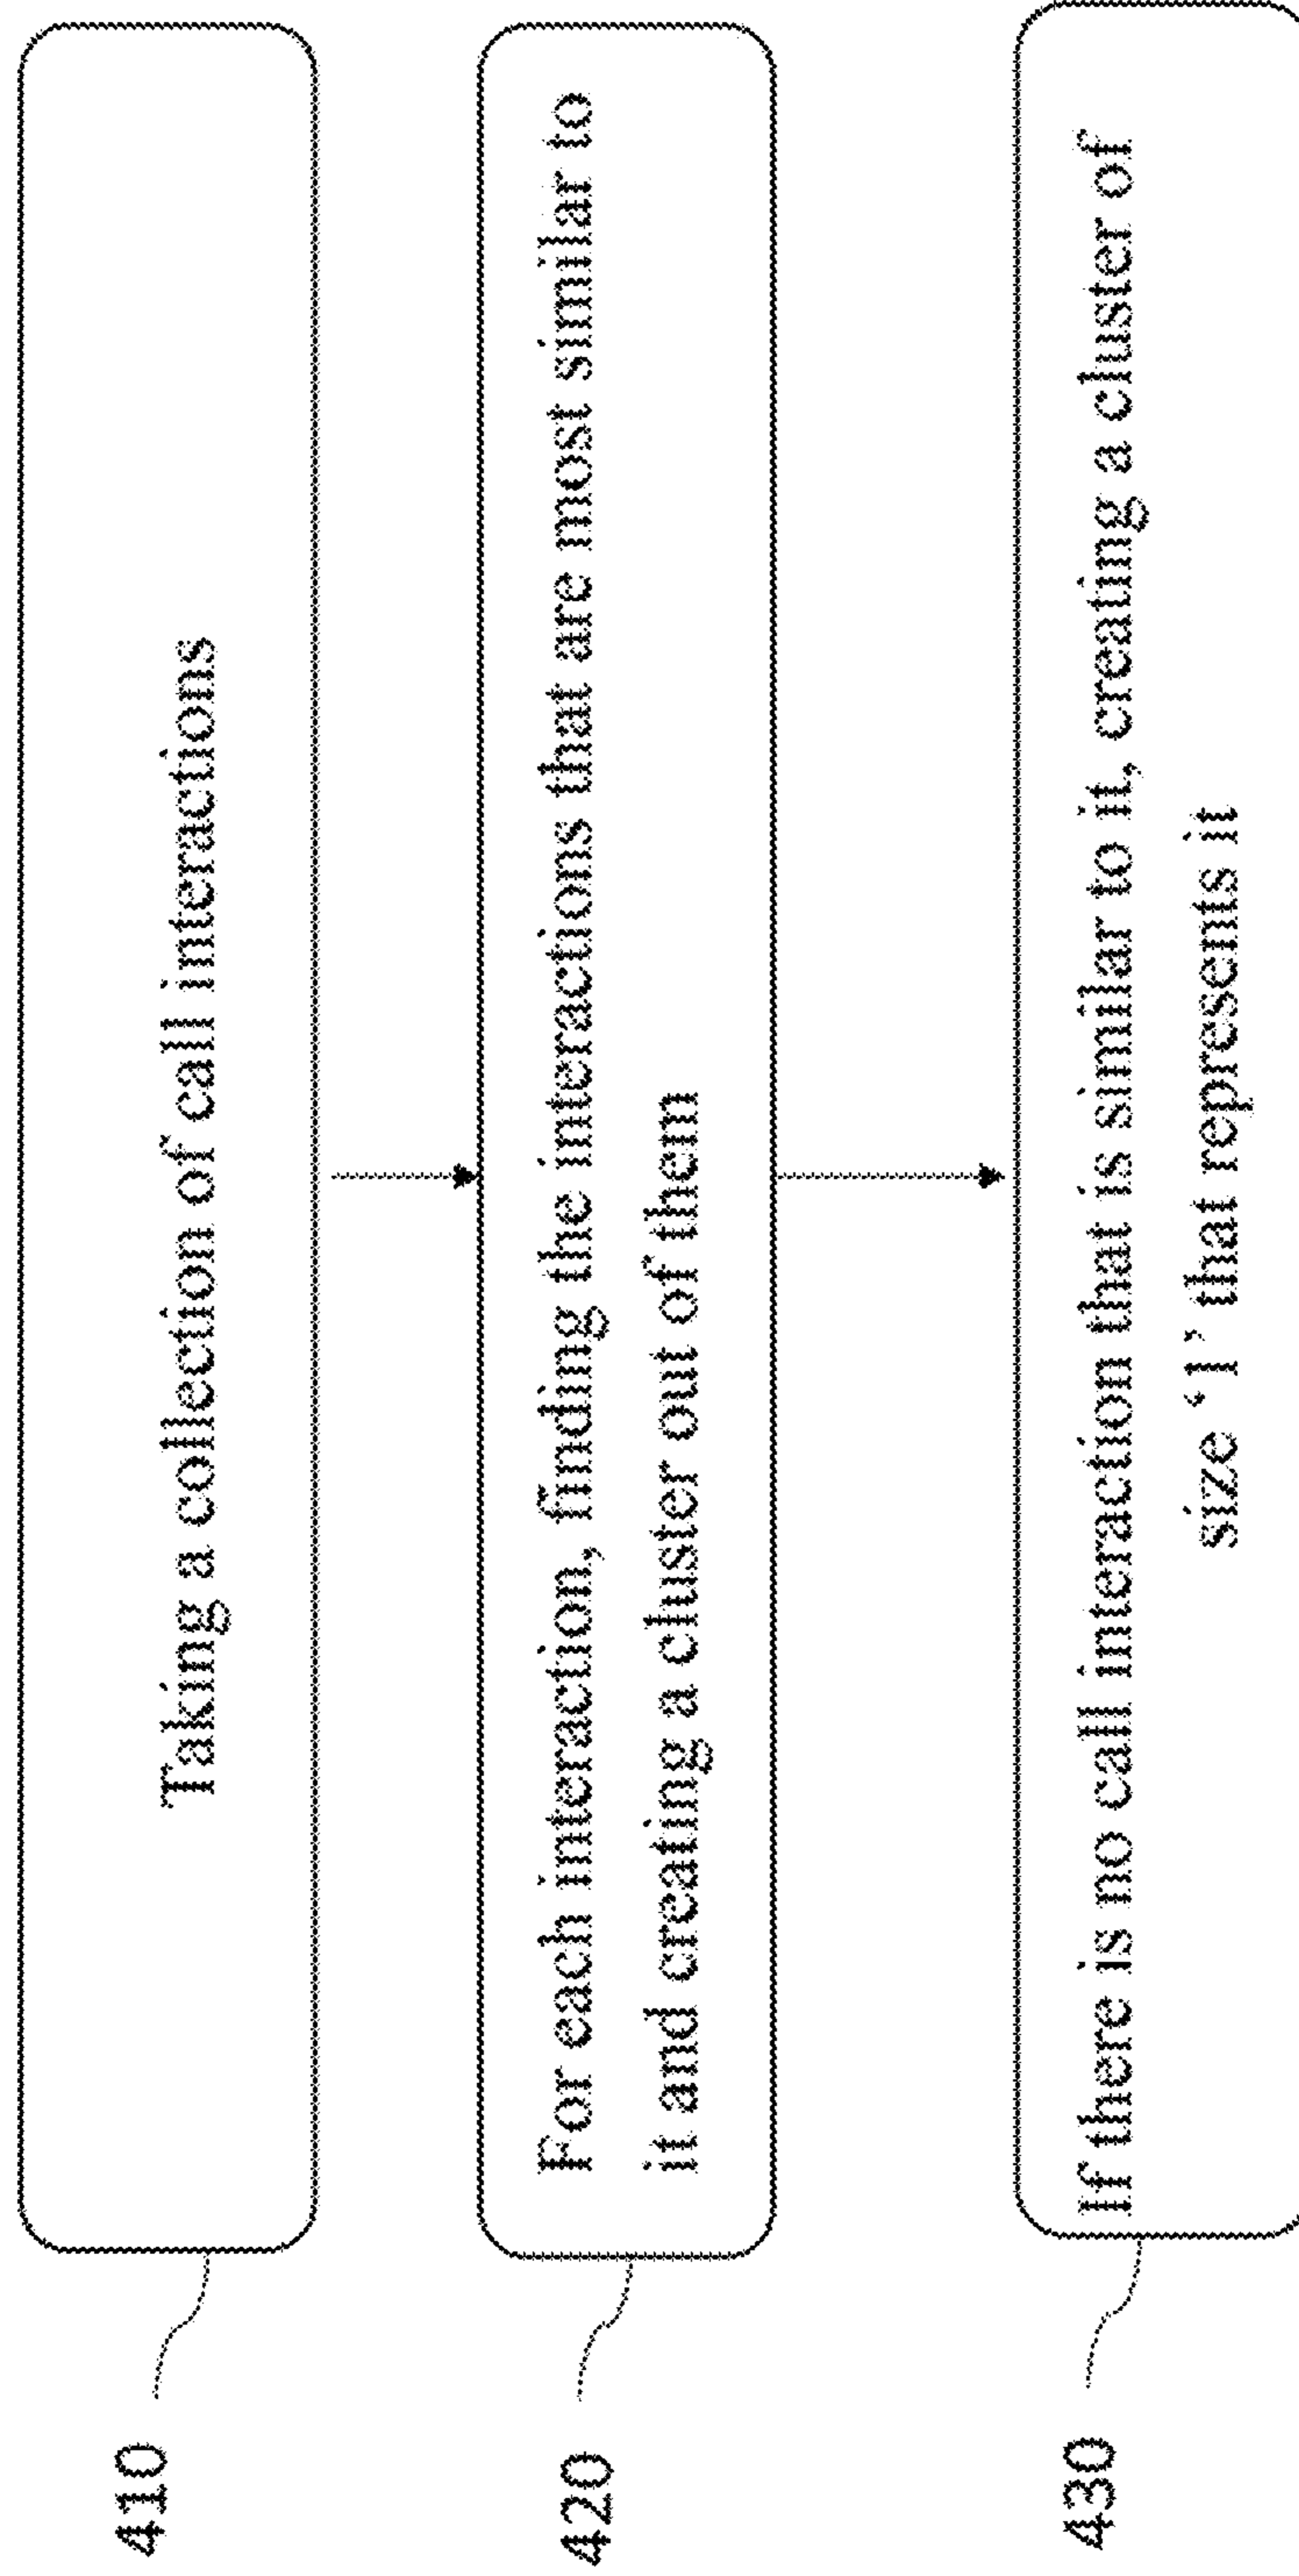 410
Taking a collection of call interactions
420
For each interaction, finding the interactions that are most similar to
it and creating a cluster out of them
430
If there is no call interaction that is similar to it, creating a cluster of
size ‘1’ that represents it